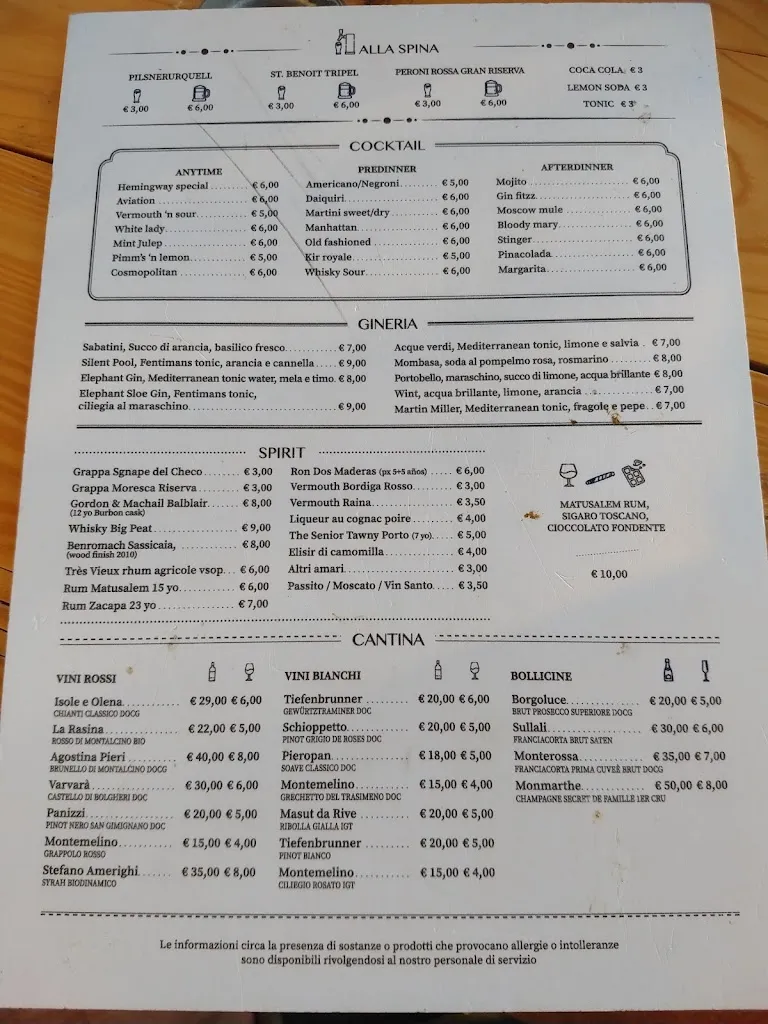 ALLA SPINA
PILSNERURQUELL
€ 3,00 € 6,00
ST. BENOIT TRIPEL
€ 3,00 € 6,00
PERONI ROSSA GRAN RISERVA
€ 3,00 € 6,00
COCA COLA € 3
LEMON SODA € 3
TONIC € 3
COCKTAIL
ANYTIME
Hemingway special ........ € 6,00
Aviation ........ € 6,00
Vermouth 'n sour ........ € 5,00
White lady ........ € 6,00
Mint Julep ........ € 6,00
Pimm's 'n lemon ........ € 5,00
Cosmopolitan ........ € 6,00
PREDINNER
Americano/Negroni ........ € 5,00
Daiquiri ........ € 6,00
Martini sweet/dry ........ € 6,00
Manhattan ........ € 6,00
Old fashioned ........ € 6,00
Kir royale ........ € 5,00
Whisky Sour ........ € 6,00
AFTERDINNER
Mojito ........ € 6,00
Gin fitzz ........ € 6,00
Moscow mule ........ € 6,00
Bloody mary ........ € 6,00
Stinger ........ € 6,00
Pinacolada ........ € 6,00
Margarita ........ € 6,00
GINERIA
Sabatini, Succo di arancia, basilico fresco ........ € 7,00
Silent Pool, Fentimans tonic, arancia e cannella ..... € 9,00
Elephant Gin, Mediterranean tonic water, mela e timo. € 8,00
Elephant Sloe Gin, Fentimans tonic,
ciliegia al maraschino ........ € 9,00
Acque verdi, Mediterranean tonic, limone e salvia . € 7,00
Mombasa, soda al pompelmo rosa, rosmarino ........ € 8,00
Portobello, maraschino, succo di limone, acqua brillante € 8,00
Wint, acqua brillante, limone, arancia ........ € 7,00
Martin Miller, Mediterranean tonic, fragole e pepe .. € 7,00
SPIRIT
Grappa Sgnape del Checo ........ € 3,00
Grappa Moresca Riserva ........ € 3,00
Gordon & Machail Balblair ........ € 8,00
(12 yo Burbon cask)
Whisky Big Peat ........ € 9,00
Benromach Sassicaia, ........ € 8,00
(wood finish 2010)
Très Vieux rhum agricole vsop ... € 6,00
Rum Matusalem 15 yo ........ € 6,00
Rum Zacapa 23 yo ........ € 7,00
Ron Dos Maderas (px 5+5 años) ..... € 6,00
Vermouth Bordiga Rosso ........ € 3,00
Vermouth Raina ........ € 3,50
Liqueur au cognac poire ........ € 4,00
The Senior Tawny Porto (7 yo) .... € 5,00
Elisir di camomilla ........ € 4,00
Altri amari ........ € 3,00
Passito / Moscato / Vin Santo ..... € 3,50
MATUSALEM RUM,
SIGARO TOSCANO,
CIOCCOLATO FONDENTE
€ 10,00
CANTINA
VINI ROSSI
Isole e Olena ........ € 29,00 € 6,00
CHIANTI CLASSICO DOCG
La Rasina ........ € 22,00 € 5,00
ROSSO DI MONTALCINO BIO
Agostina Pieri ........ € 40,00 € 8,00
BRUNELLO DI MONTALCINO DOCG
Varvarà ........ € 30,00 € 6,00
CASTELLO DI BOLGHERI DOC
Panizzi ........ € 20,00 € 5,00
PINOT NERO SAN GIMIGNANO DOC
Montemelino ........ € 15,00 € 4,00
GRAPPOLO ROSSO
Stefano Amerighi ........ € 35,00 € 8,00
SYRAH BIODINAMICO
VINI BIANCHI
Tiefenbrunner ........ € 20,00 € 6,00
GEWÜRTZTRAMINER DOC
Schioppetto ........ € 20,00 € 5,00
PINOT GRIGIO DE ROSES DOC
Pieropan ........ € 18,00 € 5,00
SOAVE CLASSICO DOC
Montemelino ........ € 15,00 € 4,00
GRECHETTO DEL TRASIMENO DOC
Masut da Rive ........ € 20,00 € 5,00
RIBOLLA GIALLA IGT
Tiefenbrunner ........ € 20,00 € 5,00
PINOT BIANCO
Montemelino ........ € 15,00 € 4,00
CILIEGIO ROSATO IGT
BOLLICINE
Borgoluce ........ € 20,00 € 5,00
BRUT PROSECCO SUPERIORE DOCG
Sullali ........ € 30,00 € 6,00
FRANCIACORTA BRUT SATEN
Monterossa ........ € 35,00 € 7,00
FRANCIACORTA PRIMA CUVEÈ BRUT DOCG
Monmarthe ........ € 50,00 € 8,00
CHAMPAGNE SECRET DE FAMILLE 1ER CRU
Le informazioni circa la presenza di sostanze o prodotti che provocano allergie o intolleranze
sono disponibili rivolgendosi al nostro personale di servizio